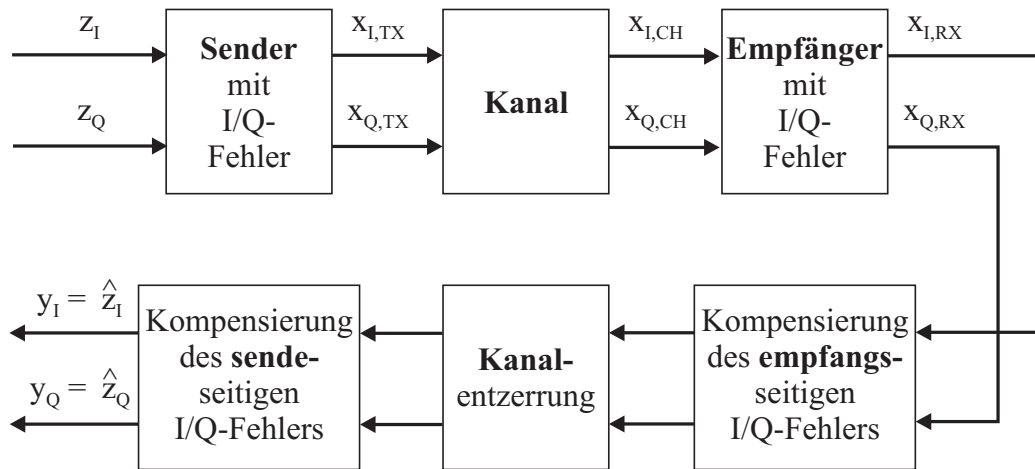 z_I
Sender
mit
I/Q-
Fehler
x_I,TX
Kanal
x_I,CH
Empfänger
mit
I/Q-
Fehler
x_I,RX
z_Q
x_Q,TX
x_Q,CH
x_Q,RX
y_I = ẑ_I
y_Q = ẑ_Q
Kompensierung
des sende-
seitigen
I/Q-Fehlers
Kanal-
entzerrung
Kompensierung
des empfangs-
seitigen
I/Q-Fehlers